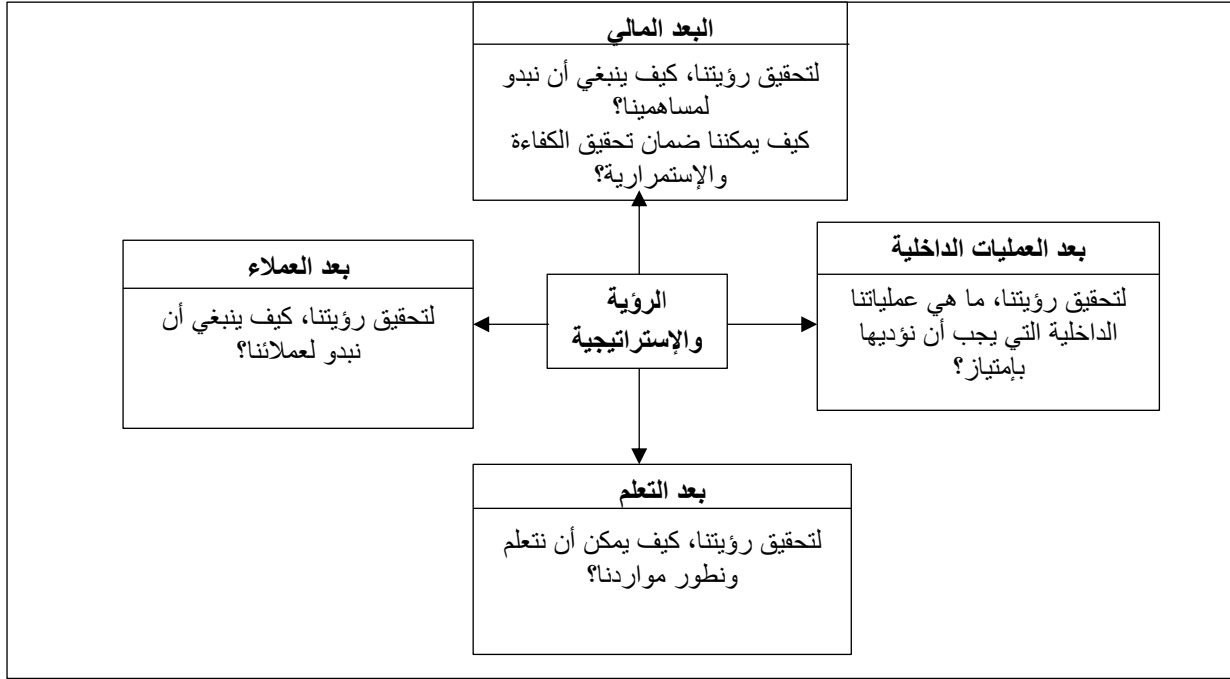 البعد المالي
لتحقيق رؤيتنا، كيف ينبغي أن نبدو
لمساهمينا؟
كيف يمكننا ضمان تحقيق الكفاءة
والإستمرارية؟
بعد العمليات الداخلية
لتحقيق رؤيتنا، ما هي عملياتنا
الداخلية التي يجب أن نؤديها
بإمتياز؟
الرؤية
والإستراتيجية
بعد العملاء
لتحقيق رؤيتنا، كيف ينبغي أن
نبدو لعملائنا؟
بعد التعلم
لتحقيق رؤيتنا، كيف يمكن أن نتعلم
ونطور مواردنا؟